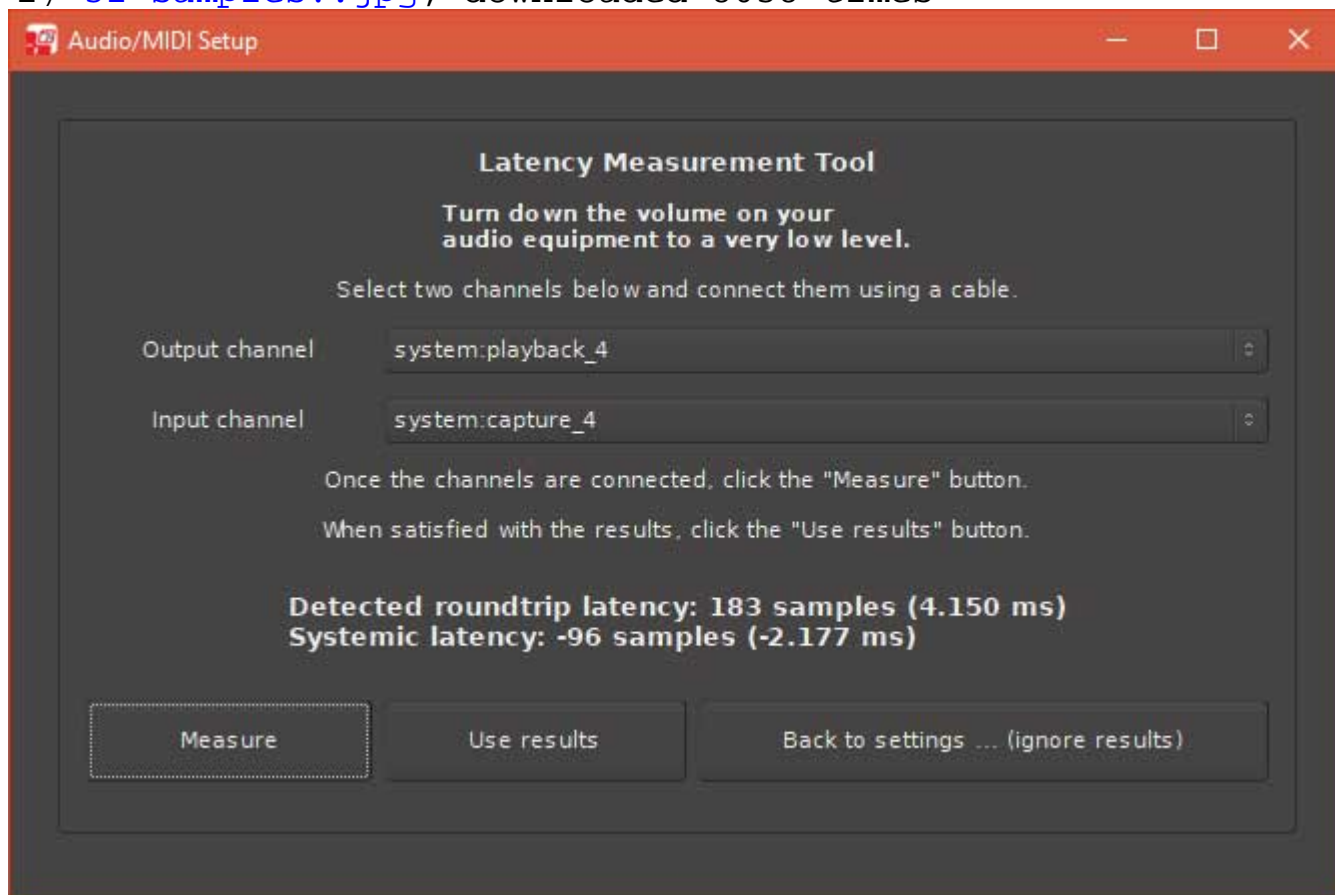 Audio/MIDI Setup
Latency Measurement Tool
Turn down the volume on your
audio equipment to a very low level.
Select two channels below and connect them using a cable.
Output channel system:playback_4
Input channel system:capture_4
Once the channels are connected, click the "Measure" button.
When satisfied with the results, click the "Use results" button.
Detected roundtrip latency: 183 samples (4.150 ms)
Systemic latency: -96 samples (-2.177 ms)
Measure Use results Back to settings ... (ignore results)